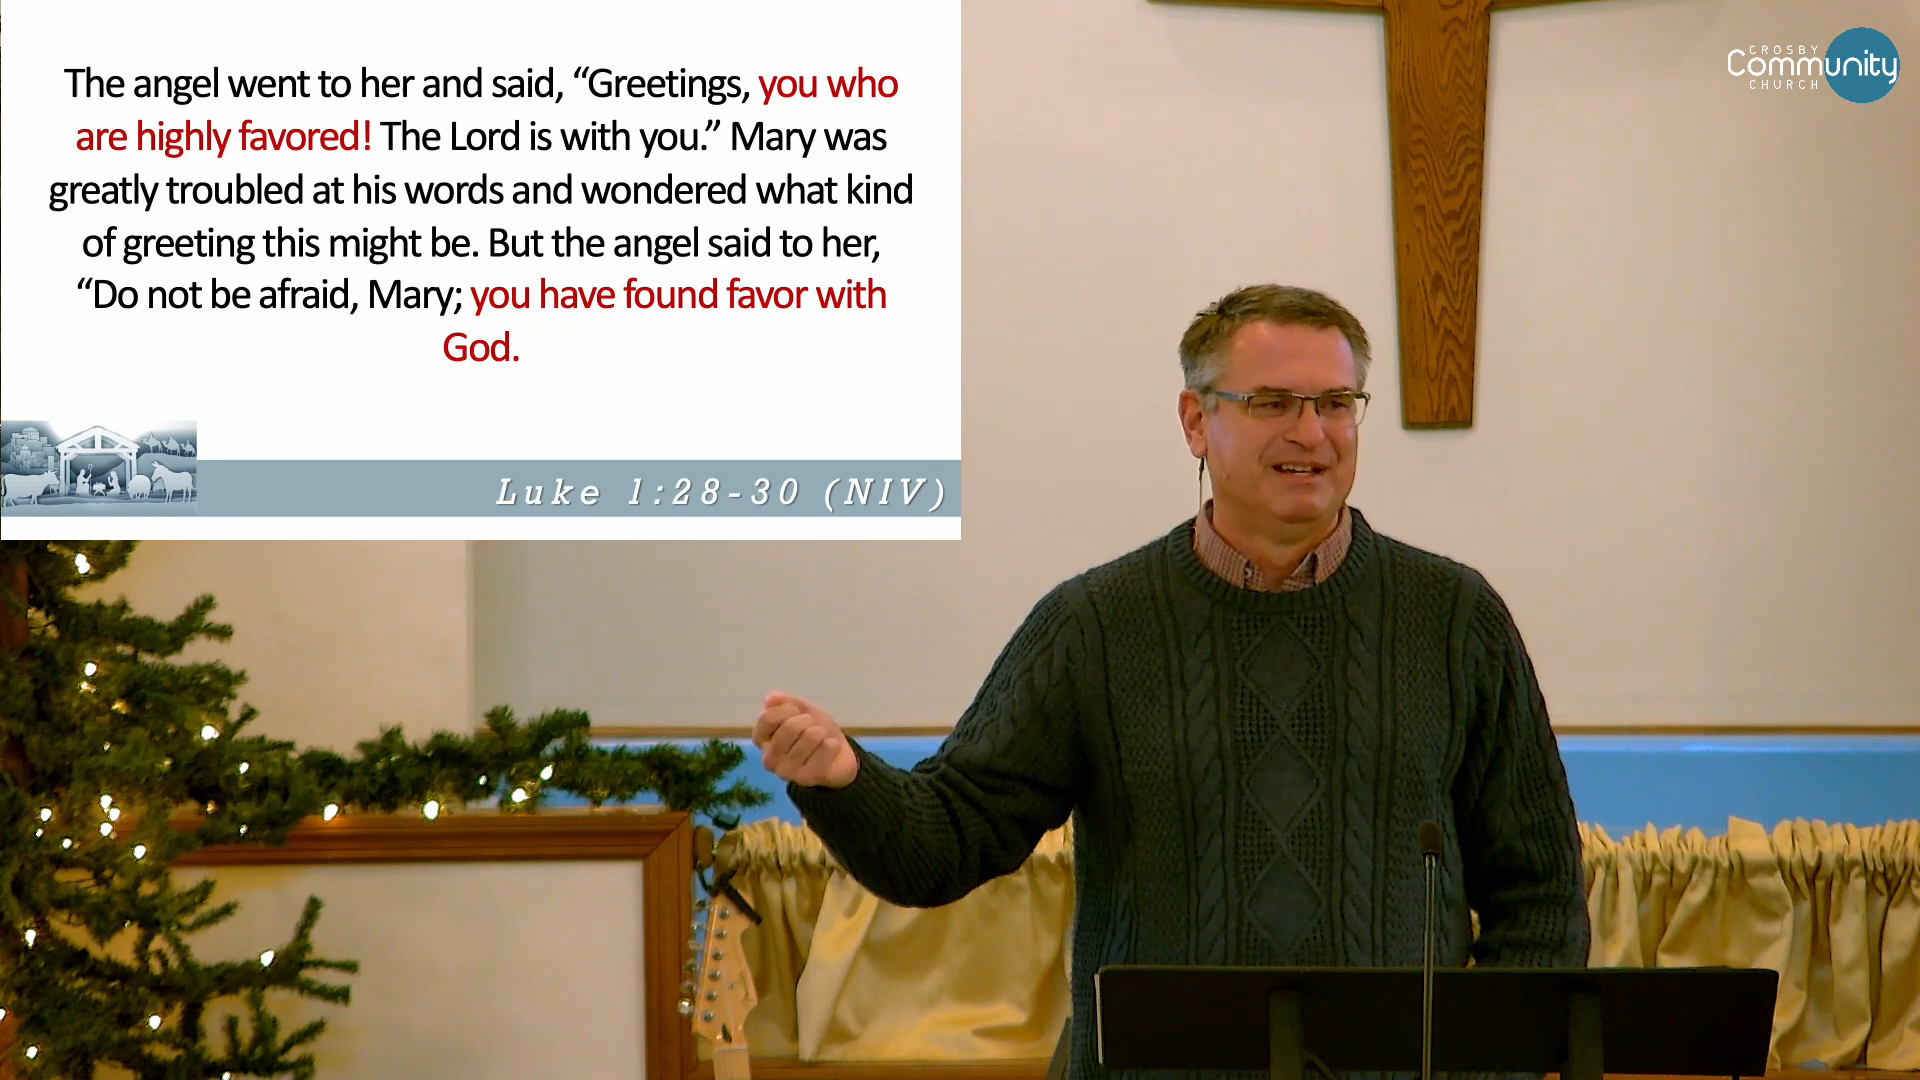 The angel went to her and said, “Greetings, you who
are highly favored! The Lord is with you.” Mary was
greatly troubled at his words and wondered what kind
of greeting this might be. But the angel said to her,
“Do not be afraid, Mary; you have found favor with
God.
Luke 1:28-30 (NIV)
CROSBY
Community
CHURCH